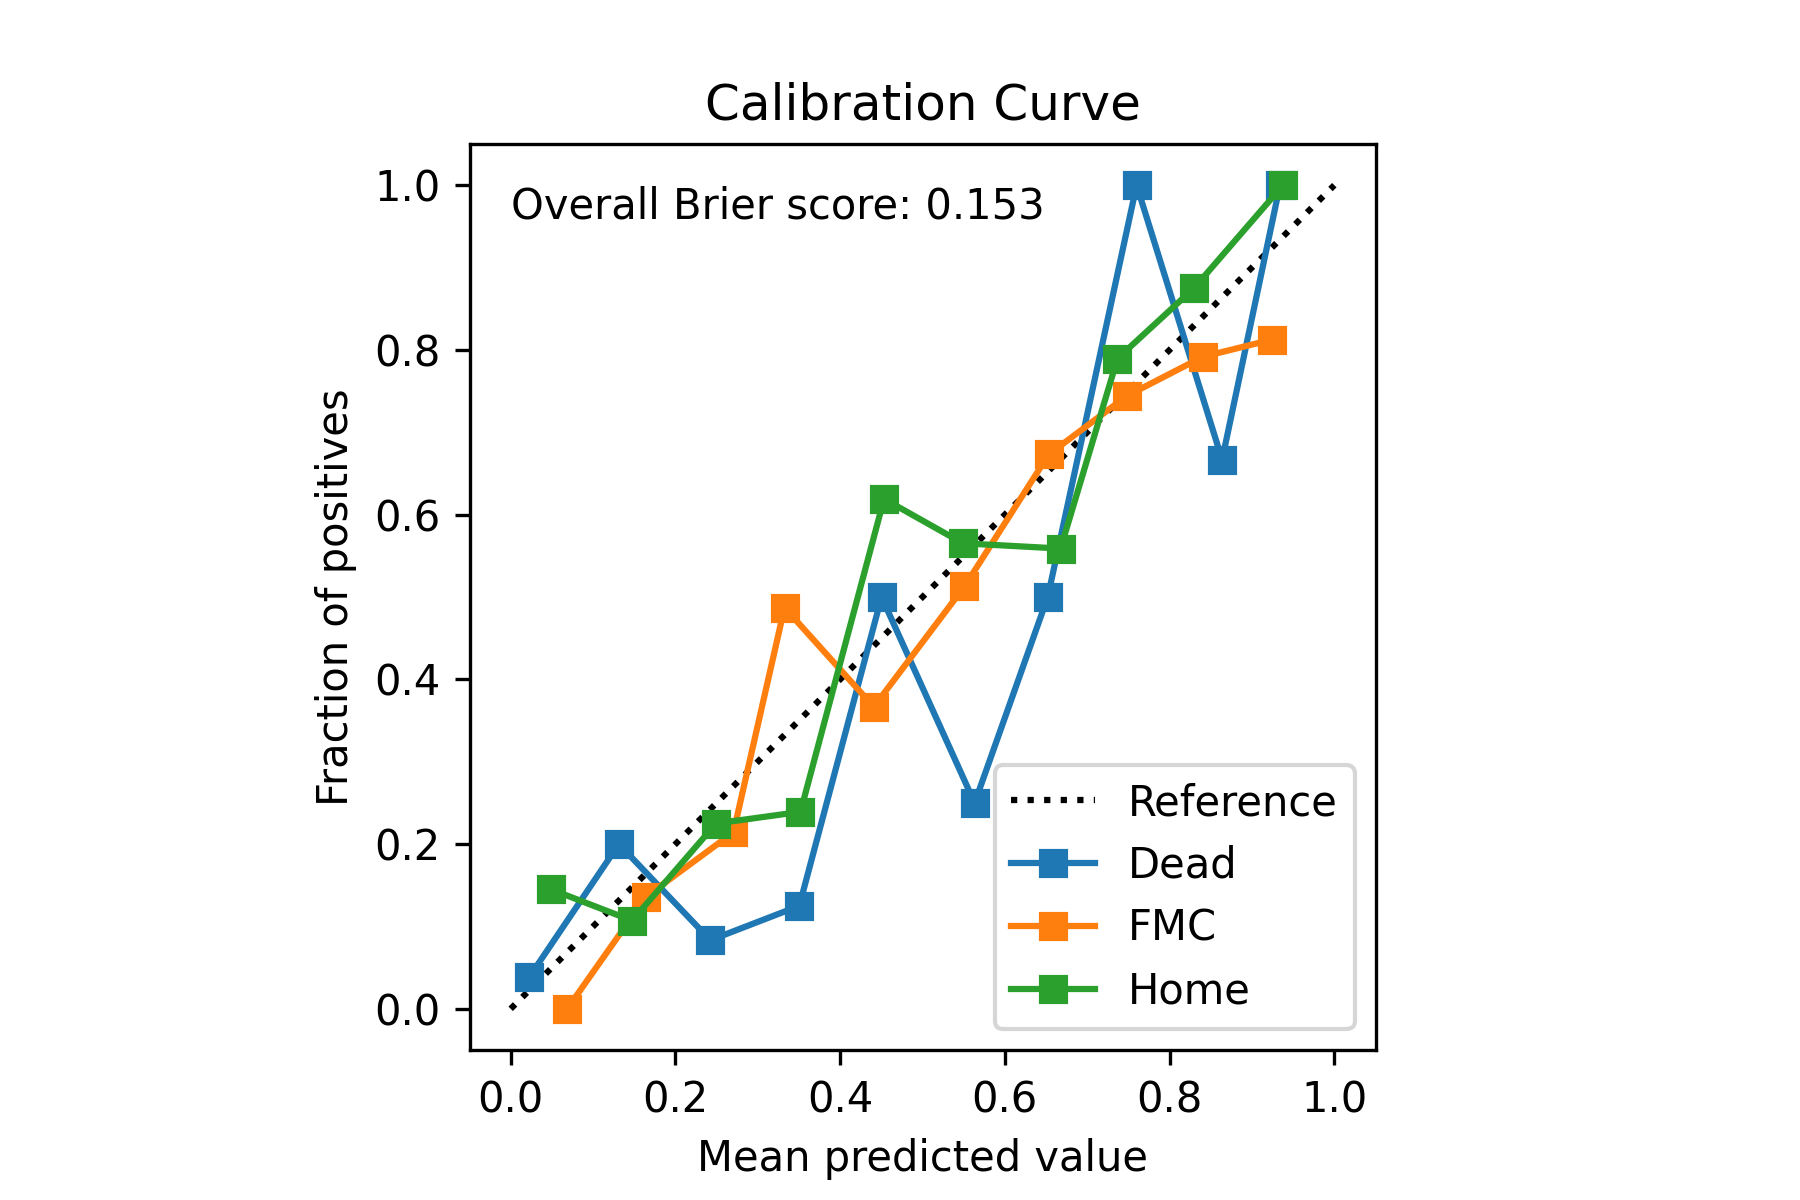 Calibration Curve
Overall Brier score: 0.153
Fraction of positives
1.0
0.8
0.6
0.4
0.2
0.0
Reference
Dead
FMC
Home
0.0 0.2 0.4 0.6 0.8 1.0
Mean predicted value